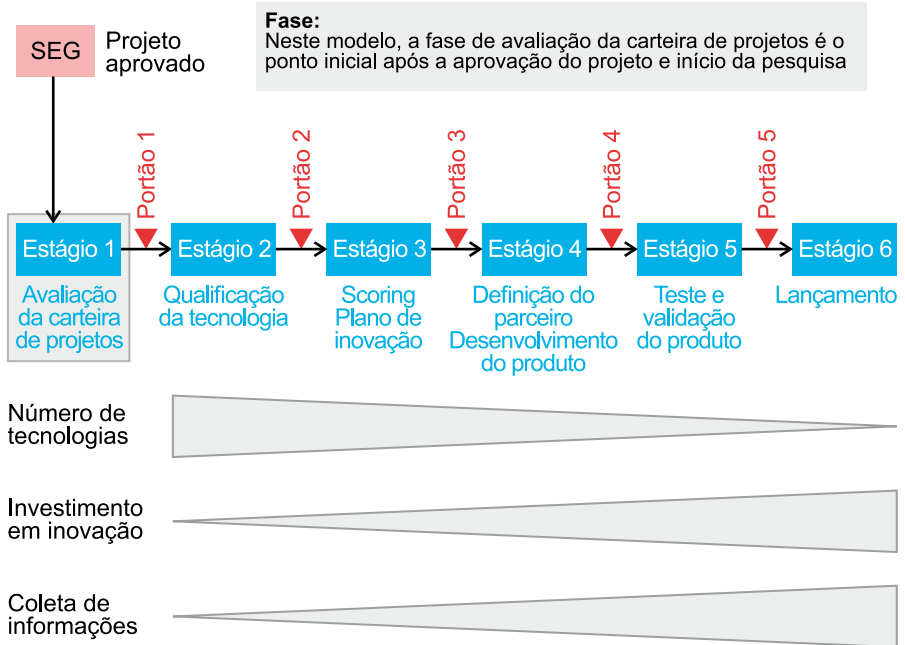 SEG
Projeto
aprovado
Fase:
Neste modelo, a fase de avaliação da carteira de projetos é o
ponto inicial após a aprovação do projeto e início da pesquisa
Portão 1
Portão 2
Portão 3
Portão 4
Portão 5
Estágio 1
Estágio 2
Estágio 3
Estágio 4
Estágio 5
Estágio 6
Avaliação
da carteira
de projetos
Qualificação
da tecnologia
Scoring
Plano de
inovação
Definição do
parceiro
Desenvolvimento
do produto
Teste e
validação
do produto
Lançamento
Número de
tecnologias
Investimento
em inovação
Coleta de
informações